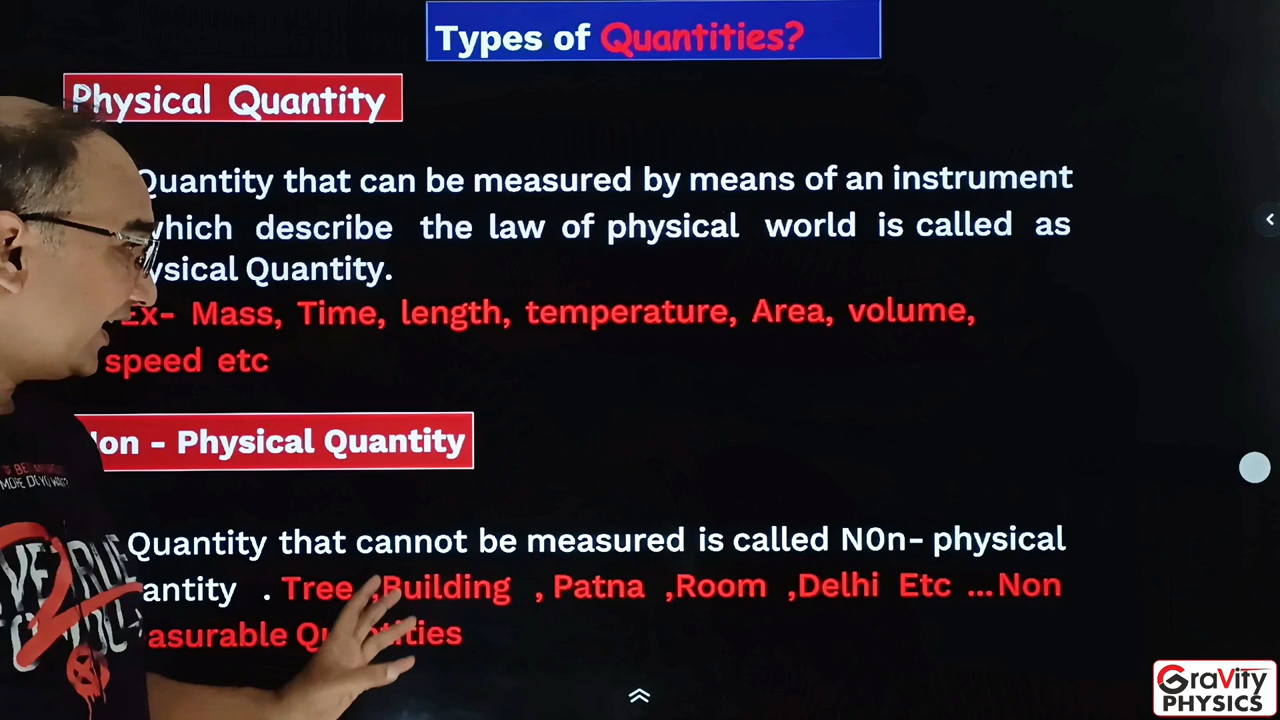 Types of Quantities?
Physical Quantity
Quantity that can be measured by means of an instrument
which describe the law of physical world is called as
ysical Quantity.
Ex- Mass, Time, length, temperature, Area, volume,
speed etc
Non - Physical Quantity
Quantity that cannot be measured is called N0n- physical
antity . Tree ,Building , Patna ,Room ,Delhi Etc ...Non
asurable Quantities
GraVity
PHYSICS